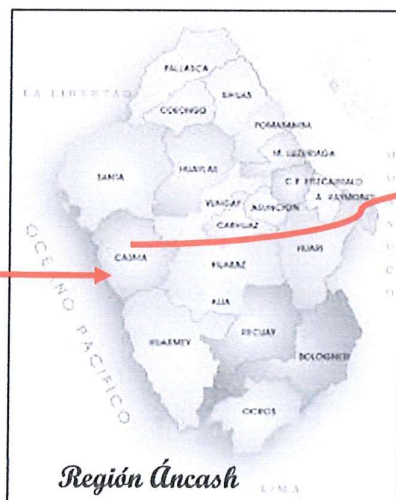 PALLASCA
SIHUAS
LA LIBERTAD
CORONGO
POMABAMBA
M. LUZURIAGA
HUAYLAS
SANTA
C.F. FITZCARRALD
A. RAYMONDI
YUNGAY
ASUNCION
CARHUAZ
CASMA
HUARI
HUARAZ
OCEANO PACIFICO
AIJA
RECUAY
HUARMEY
BOLOGNESI
OCROS
Región Áncash
LIMA